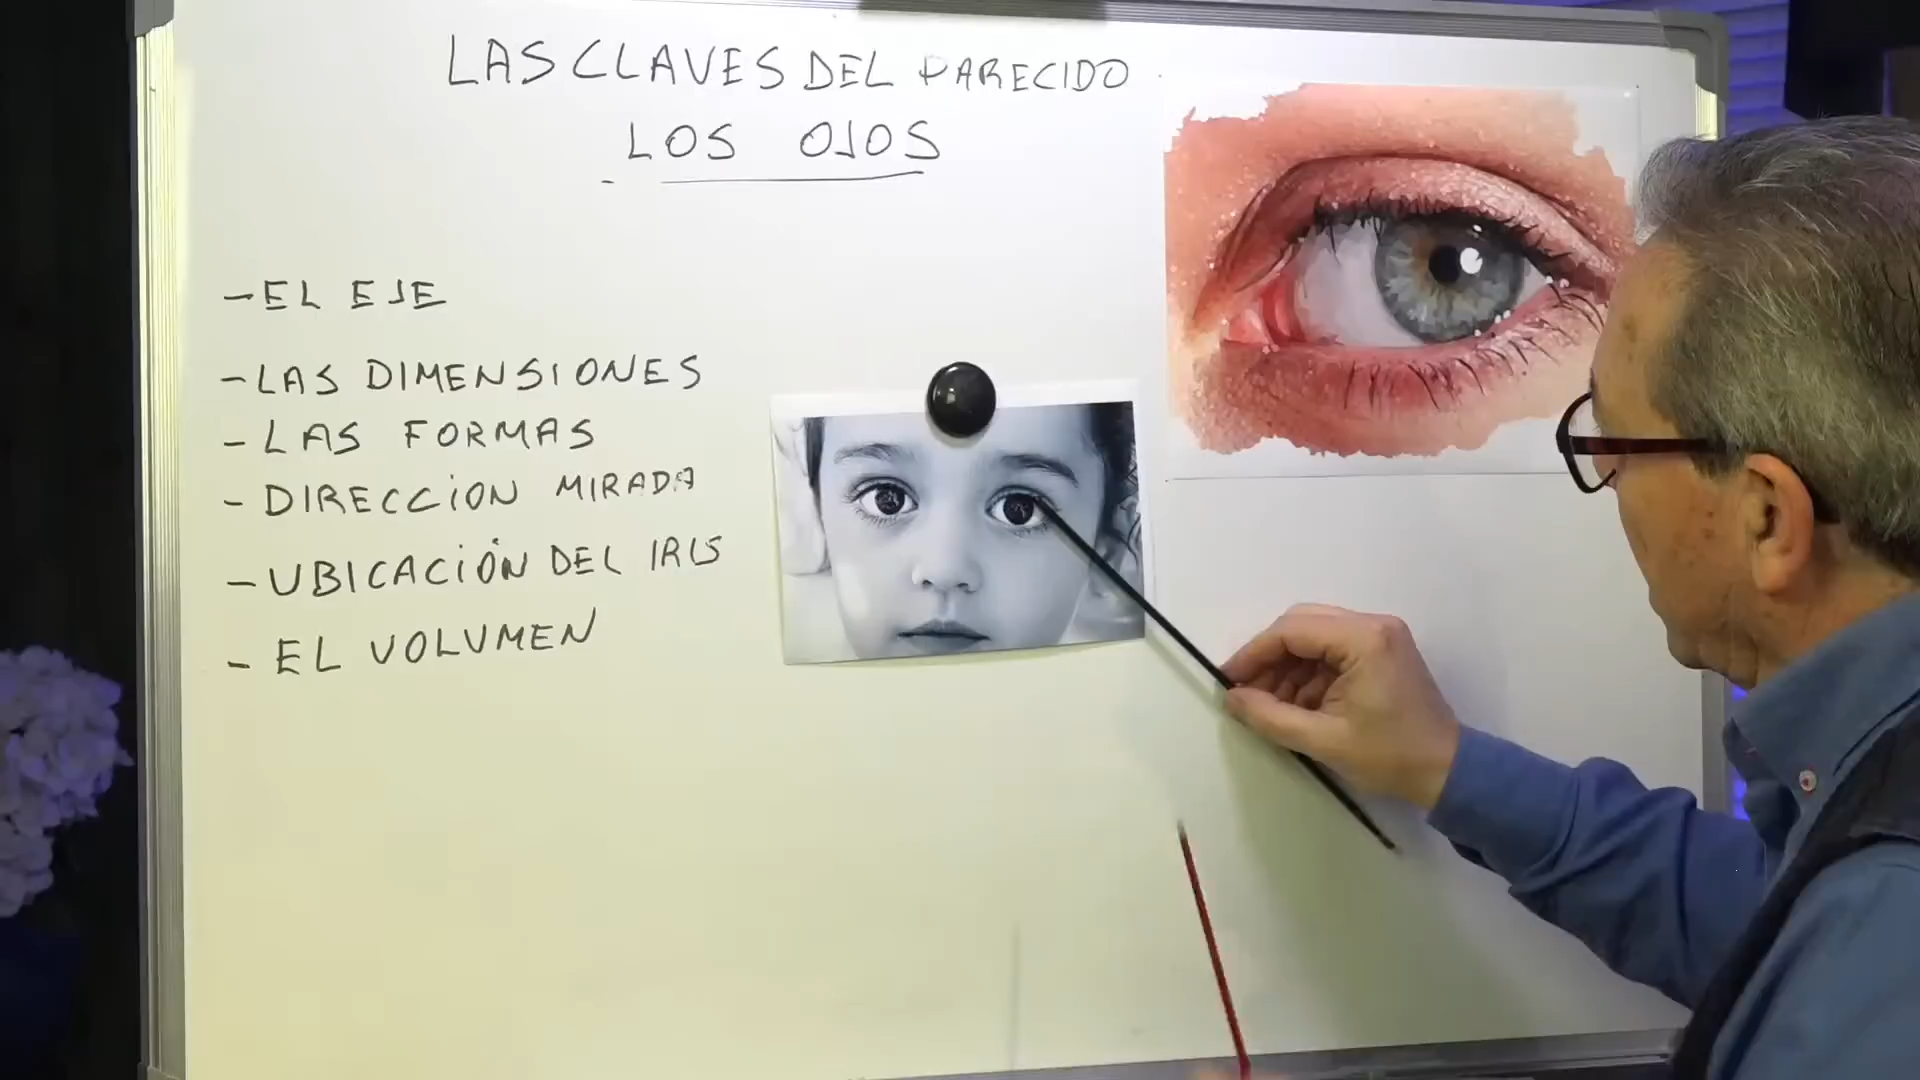 LAS CLAVES DEL PARECIDO
LOS OJOS
- EL EJE
- LAS DIMENSIONES
- LAS FORMAS
- DIRECCION MIRADA
- UBICACIÓN DEL IRIS
- EL VOLUMEN